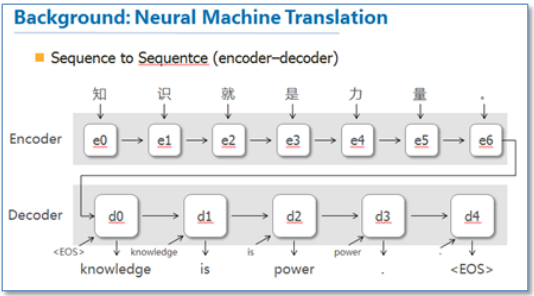 Background: Neural Machine Translation
Sequence to Sequentce (encoder–decoder)
知 识 就 是 力 量 。
Encoder e0 e1 e2 e3 e4 e5 e6
Decoder d0 d1 d2 d3 d4
<EOS> knowledge is power .
knowledge is power . <EOS>